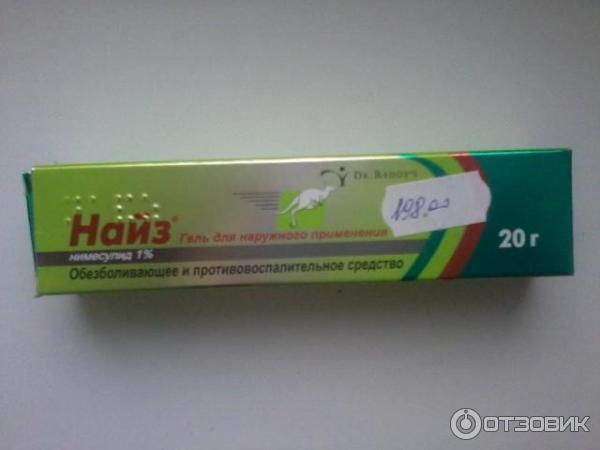 Dr. Reddy's
198.00
Найз®
Гель для наружного применения
20 г
нимесулид 1%
Обезболивающее и противовоспалительное средство
ОТЗОВИК